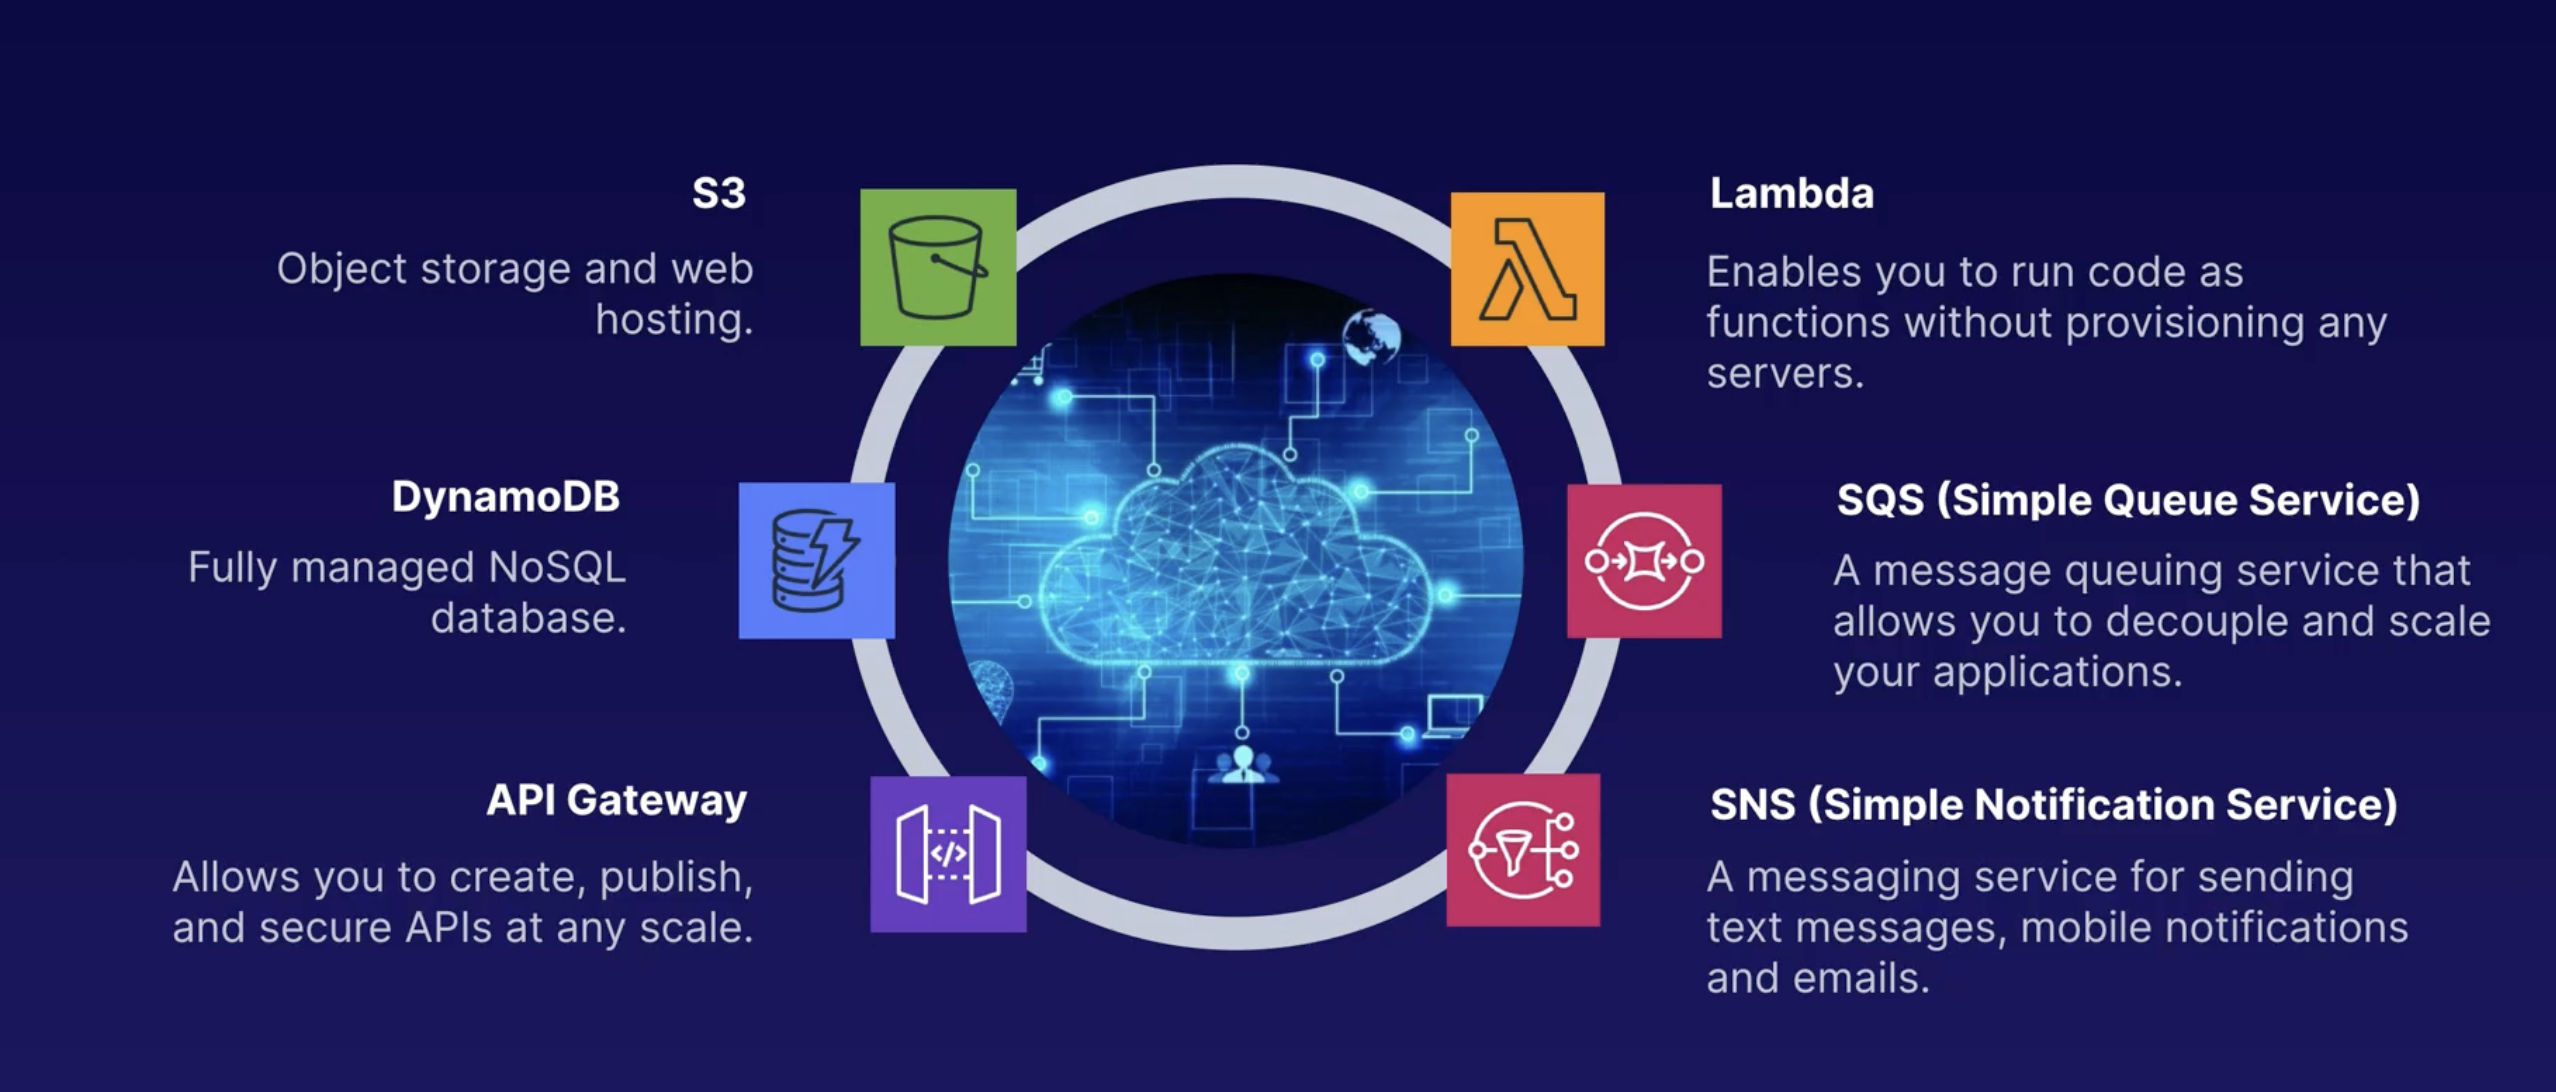 S3
Object storage and web
hosting.
DynamoDB
Fully managed NoSQL
database.
API Gateway
Allows you to create, publish,
and secure APIs at any scale.
Lambda
Enables you to run code as
functions without provisioning any
servers.
SQS (Simple Queue Service)
A message queuing service that
allows you to decouple and scale
your applications.
SNS (Simple Notification Service)
A messaging service for sending
text messages, mobile notifications
and emails.